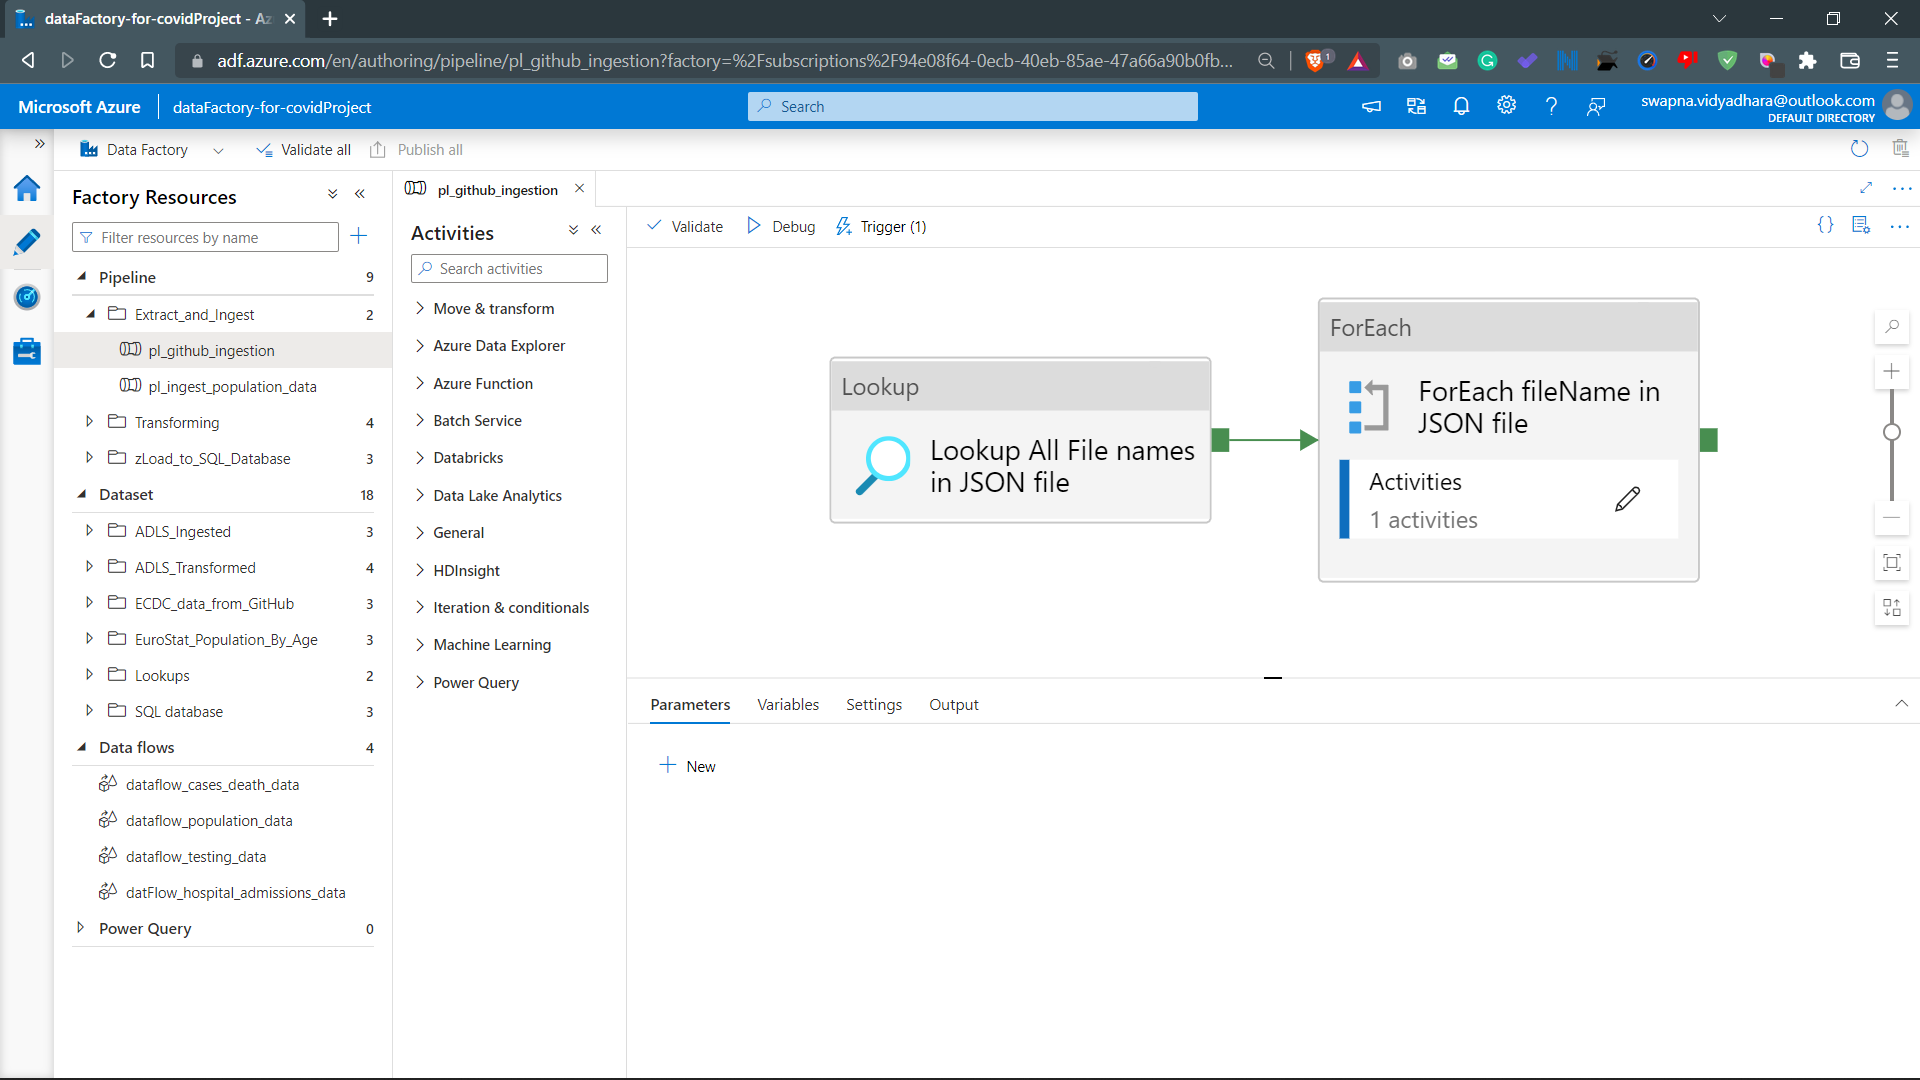 dataFactory-for-covidProject - Az
adf.azure.com/en/authoring/pipeline/pl_github_ingestion?factory=%2Fsubscriptions%2F94e08f64-0ecb-40eb-85ae-47a66a90b0fb...
1
Microsoft Azure
dataFactory-for-covidProject
Search
swapna.vidyadhara@outlook.com
DEFAULT DIRECTORY
Data Factory
Validate all
Publish all
Factory Resources
Filter resources by name
Pipeline 9
Extract_and_Ingest 2
pl_github_ingestion
pl_ingest_population_data
Transforming 4
zLoad_to_SQL_Database 3
Dataset 18
ADLS_Ingested 3
ADLS_Transformed 4
ECDC_data_from_GitHub 3
EuroStat_Population_By_Age 3
Lookups 2
SQL database 3
Data flows 4
dataflow_cases_death_data
dataflow_population_data
dataflow_testing_data
datFlow_hospital_admissions_data
Power Query 0
pl_github_ingestion
Activities
Search activities
Move & transform
Azure Data Explorer
Azure Function
Batch Service
Databricks
Data Lake Analytics
General
HDInsight
Iteration & conditionals
Machine Learning
Power Query
Validate
Debug
Trigger (1)
Lookup
Lookup All File names
in JSON file
ForEach
ForEach fileName in
JSON file
Activities
1 activities
Parameters
Variables
Settings
Output
New